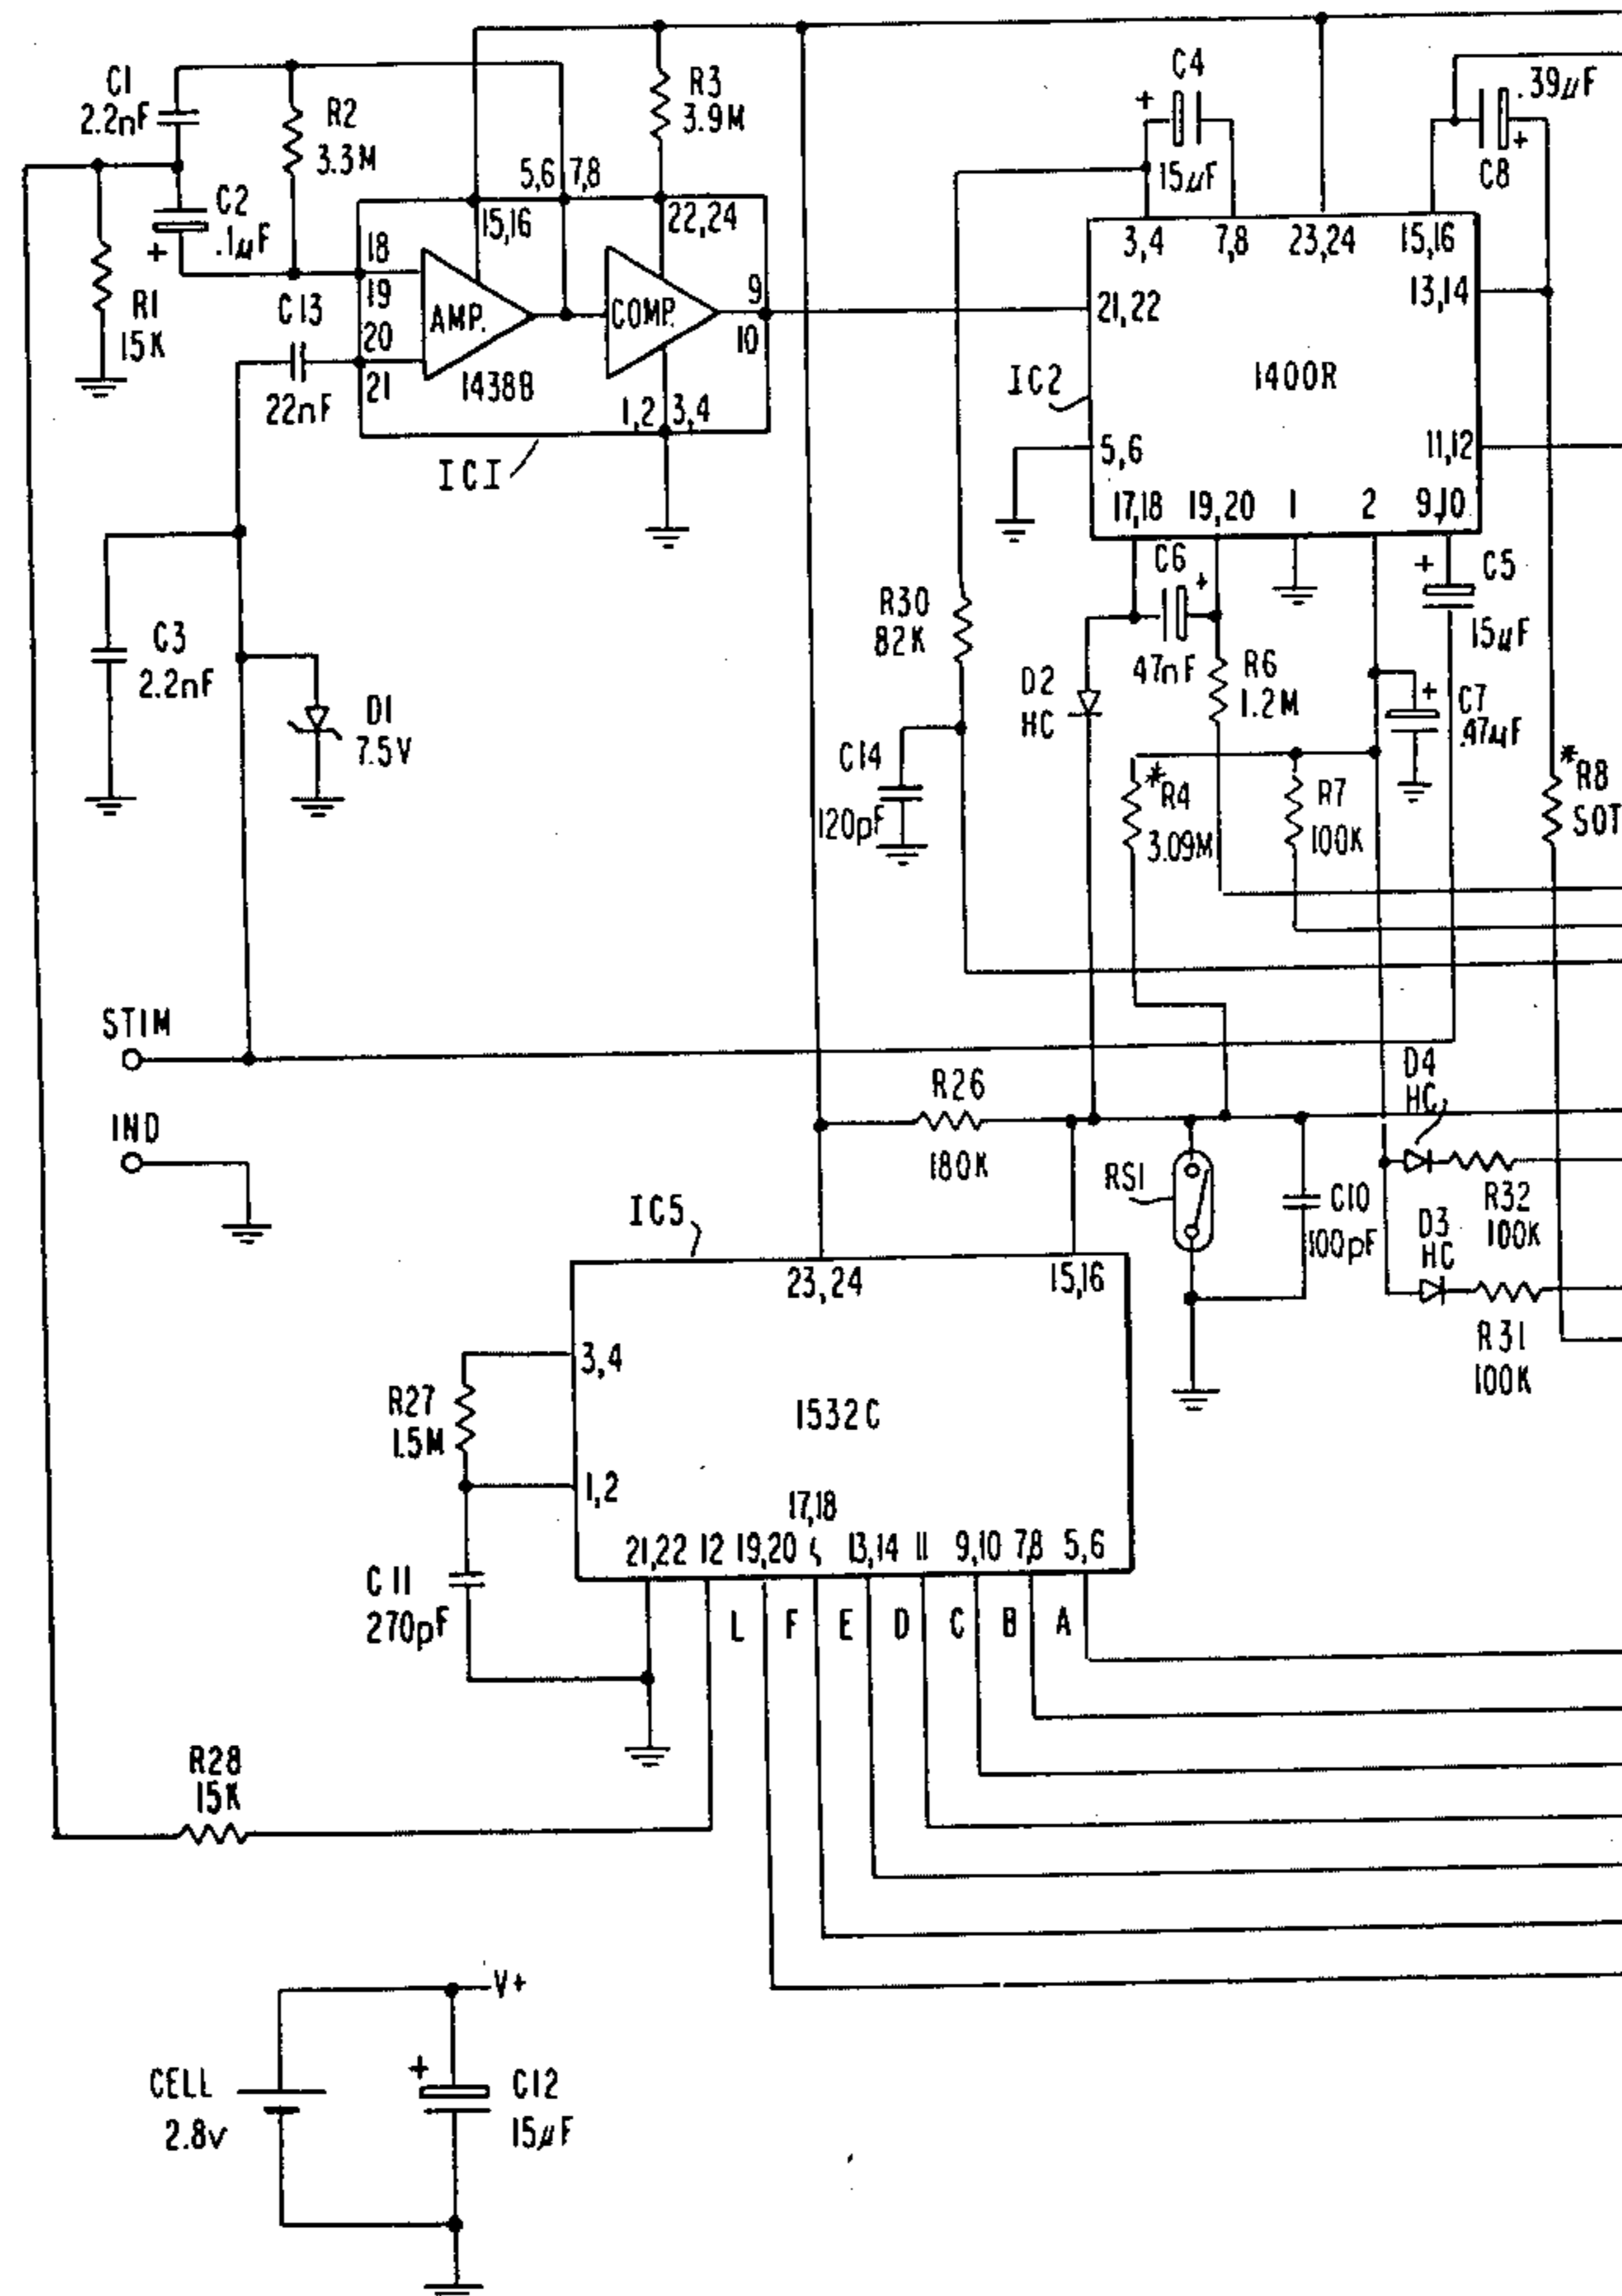 C1
2.2nF
R2
3.3M
R3
3.9M
C4
+
15µF
.39µF
+
C8
C2
.1µF
+
R1
15K
C13
22nF
5,6
7,8
15,16
22,24
18
19
20
21
AMP.
COMP.
1438B
9
10
1,2
3,4
IC1
3,4
7,8
23,24
15,16
13,14
21,22
IC2
1400R
5,6
11,12
17,18
19,20
1
2
9,10
C3
2.2nF
D1
7.5V
R30
82K
C14
120pF
C6
+
47nF
D2
HC
R6
1.2M
+
C5
15µF
+
C7
.47µF
*R4
3.09M
R7
100K
*R8
SOT
STIM
IND
R26
180K
D4
HC
RS1
C10
100pF
R32
100K
D3
HC
R31
100K
IC5
23,24
15,16
3,4
R27
1.5M
1532C
1,2
17,18
21,22
12
19,20
13,14
11
9,10
7,8
5,6
C11
270pF
L
F
E
D
C
B
A
R28
15K
V+
CELL
2.8v
+
C12
15µF